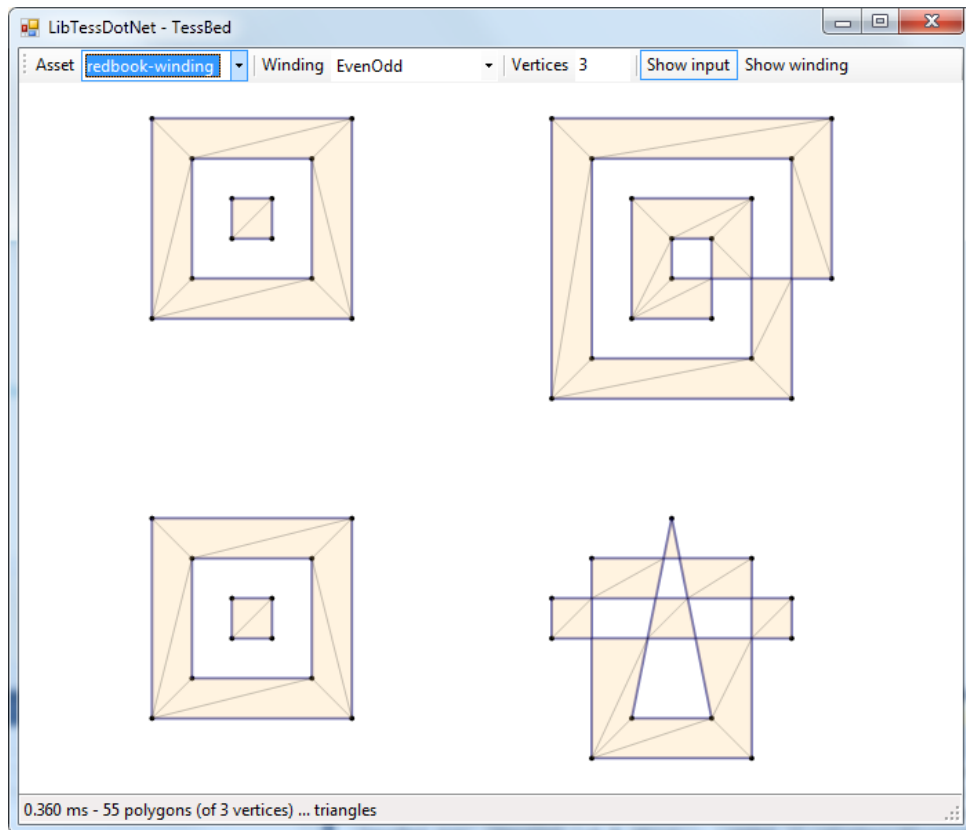 LibTessDotNet - TessBed
Asset redbook-winding Winding EvenOdd Vertices 3 Show input Show winding
0.360 ms - 55 polygons (of 3 vertices) ... triangles